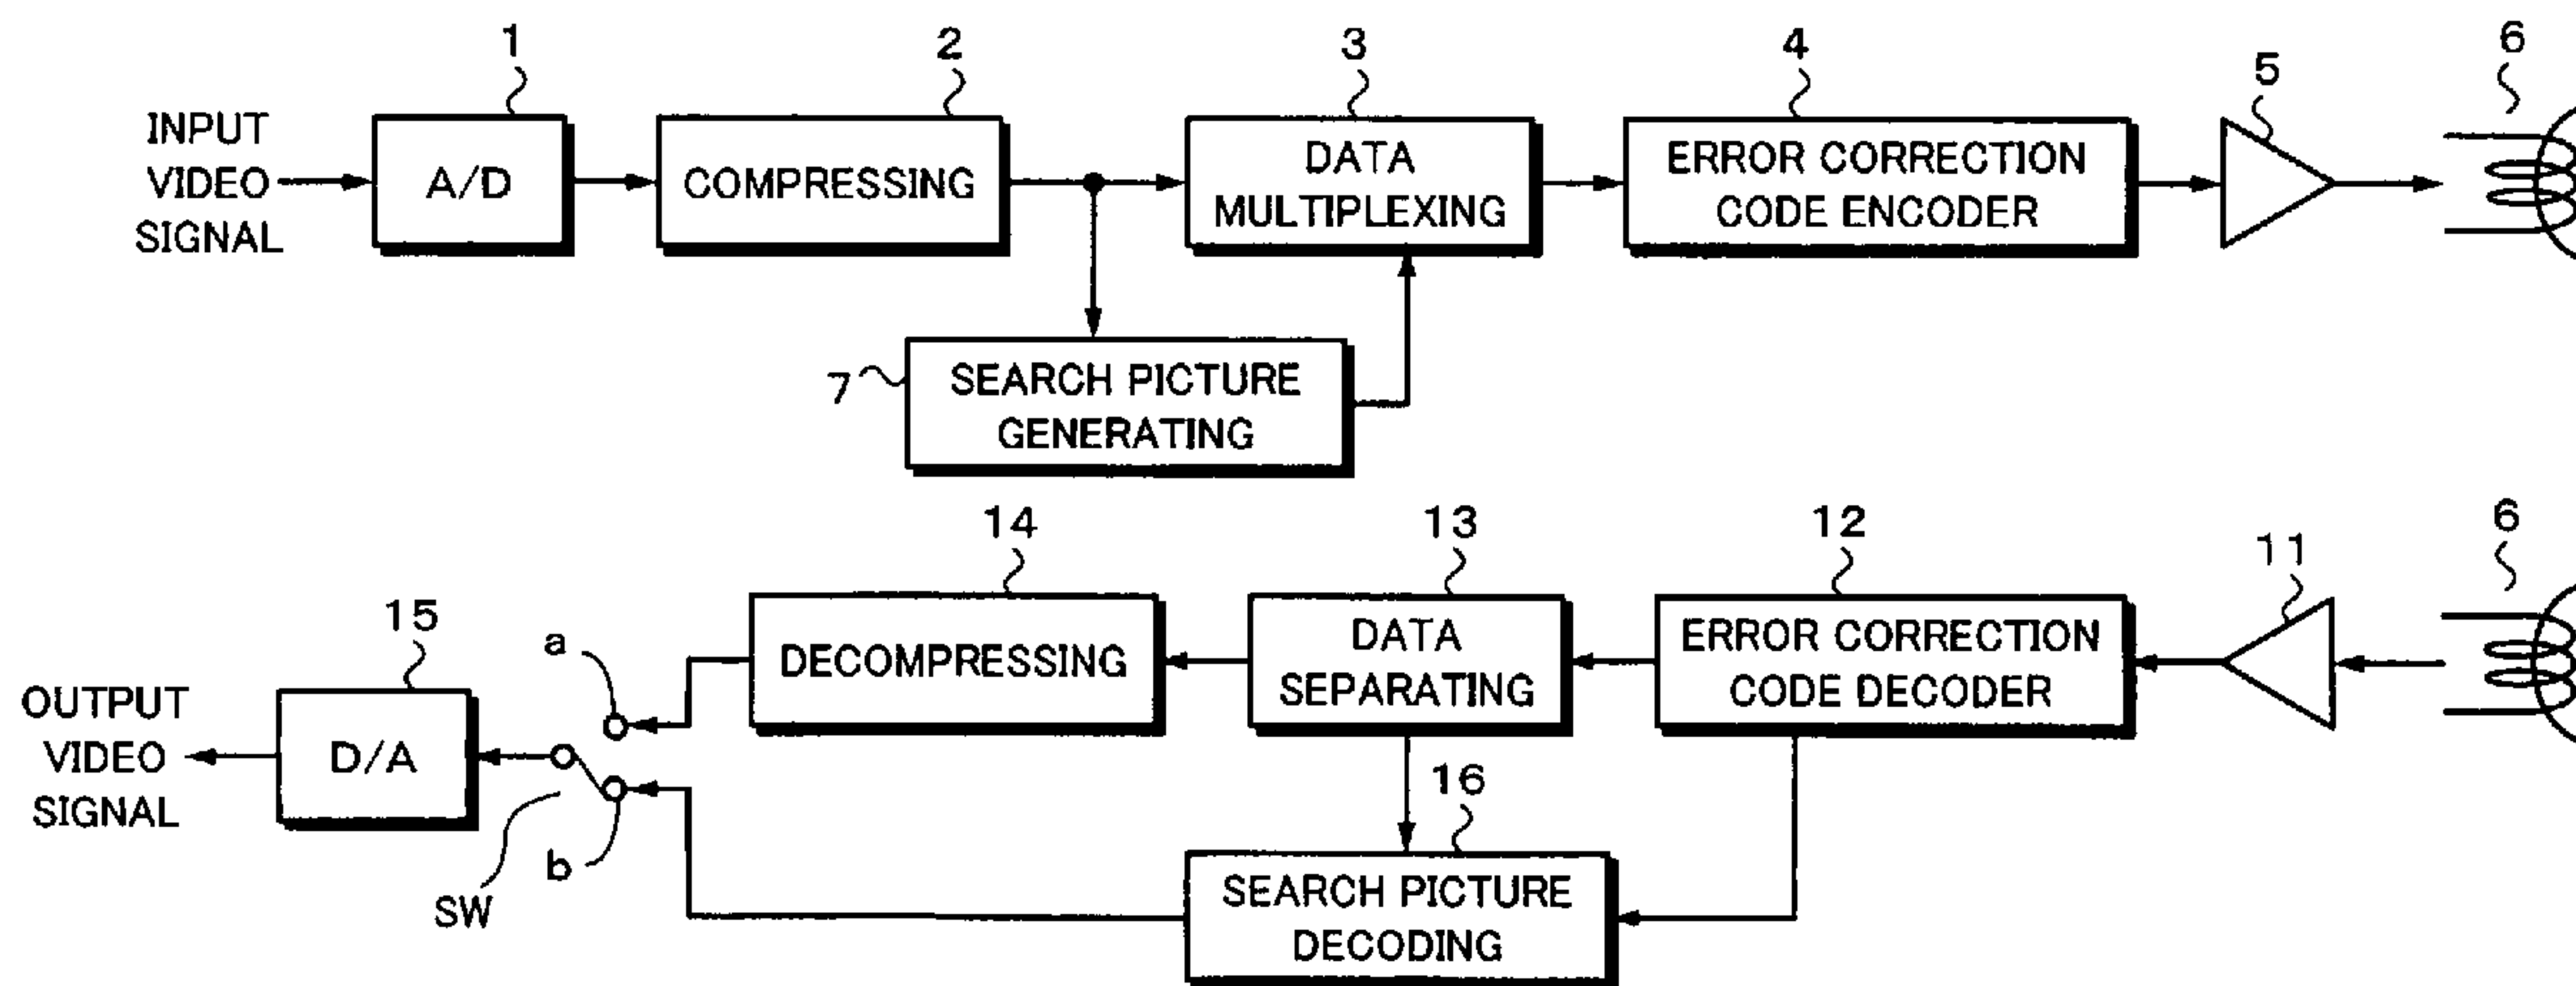 1
2
3
4
5
6
INPUT
VIDEO
SIGNAL
A/D
COMPRESSING
DATA
MULTIPLEXING
ERROR CORRECTION
CODE ENCODER
7
SEARCH PICTURE
GENERATING
14
13
12
11
6
15
a
DECOMPRESSING
DATA
SEPARATING
ERROR CORRECTION
CODE DECODER
OUTPUT
VIDEO
SIGNAL
D/A
SW
b
16
SEARCH PICTURE
DECODING